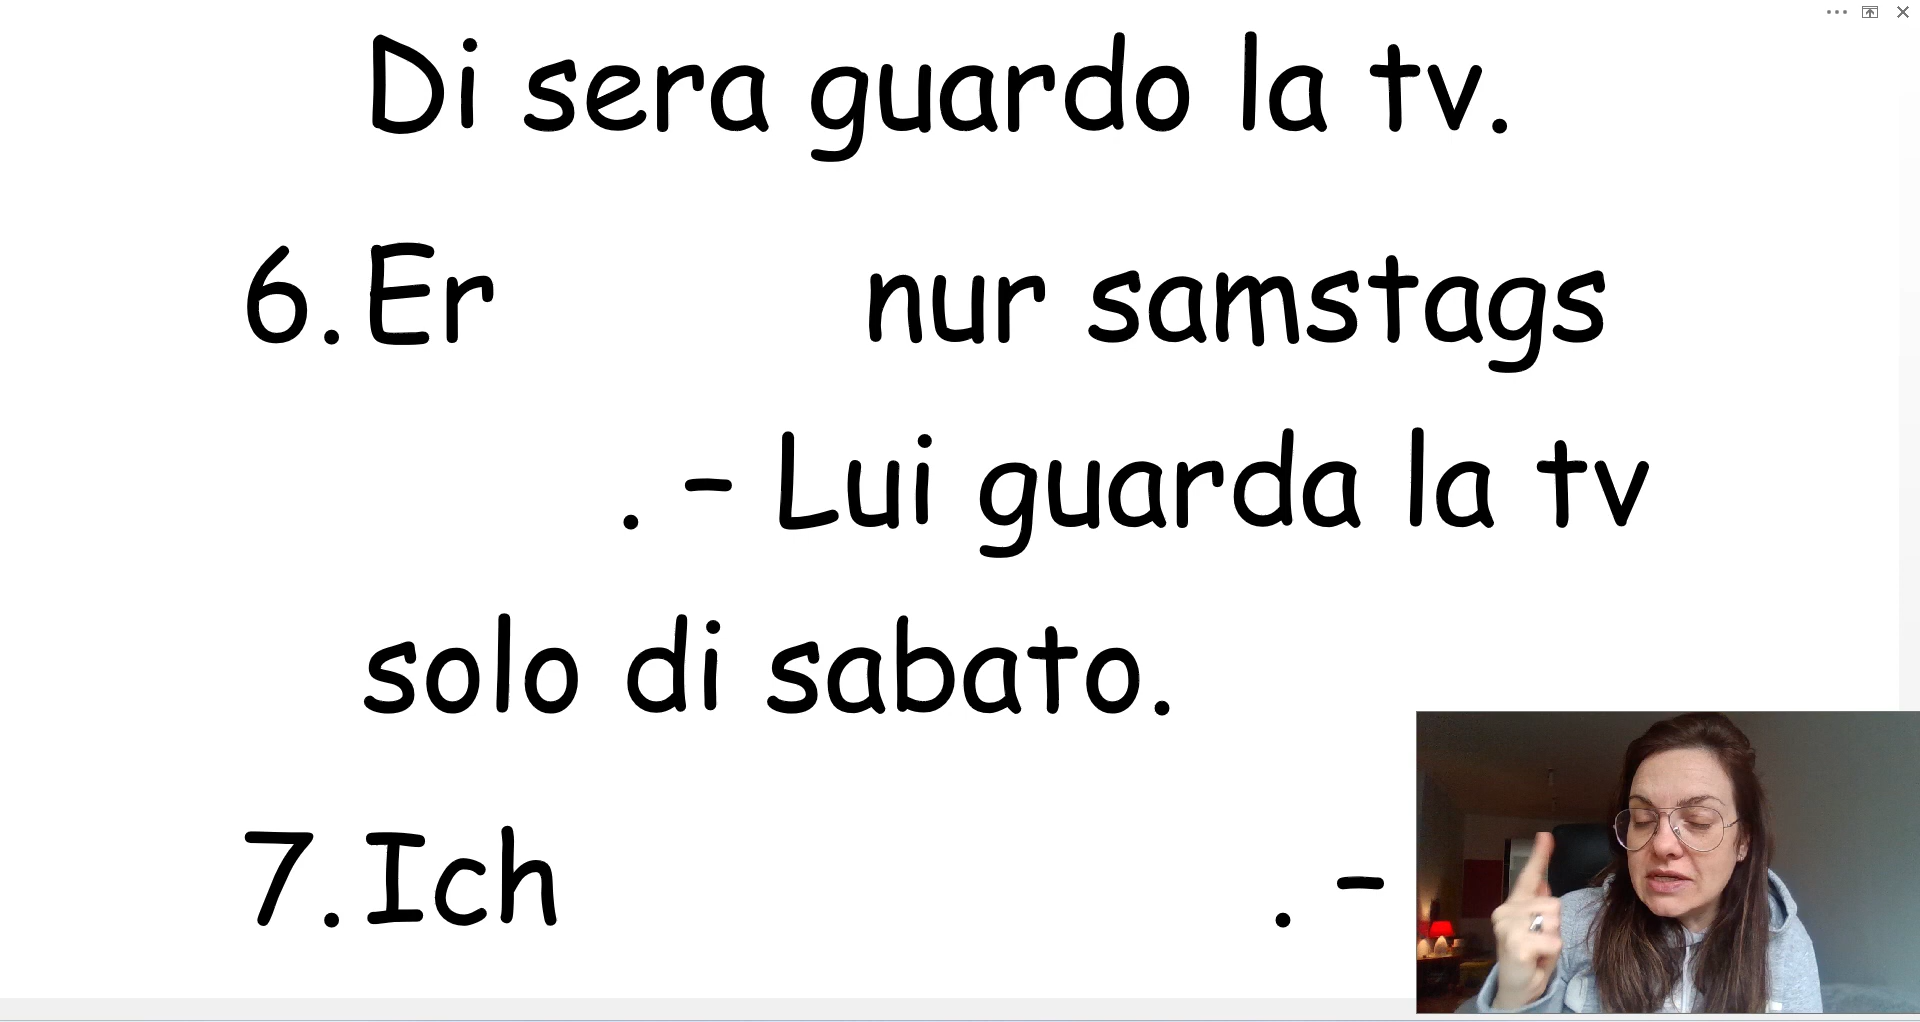 Di sera guardo la tv.
6. Er nur samstags
. - Lui guarda la tv
solo di sabato.
7. Ich . -